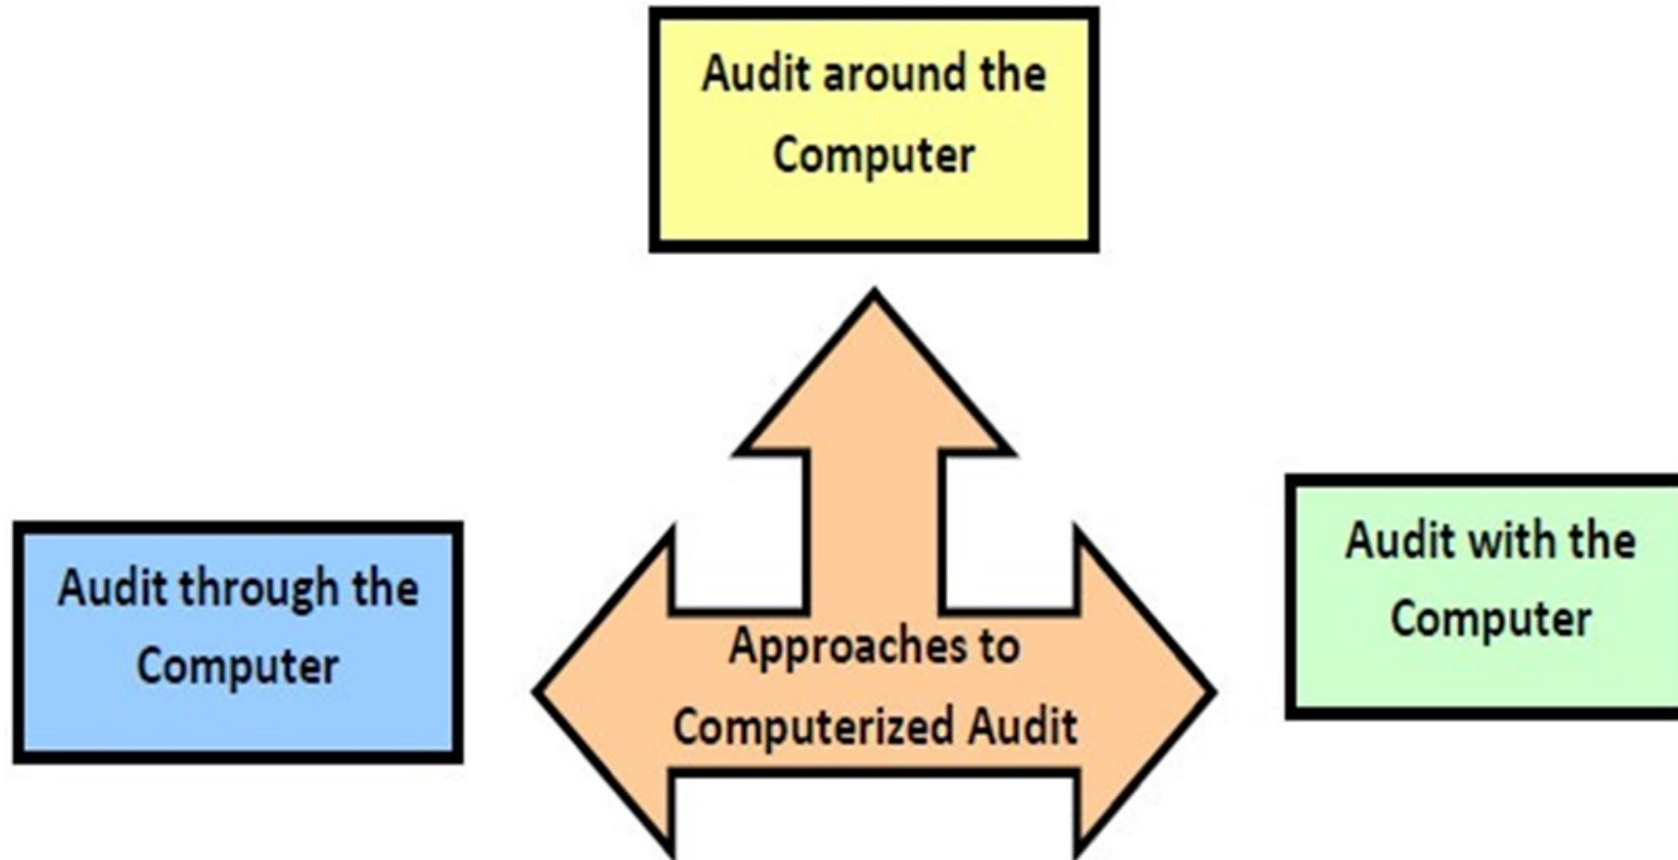 Audit around the
Computer
Audit through the
Computer
Approaches to
Computerized Audit
Audit with the
Computer